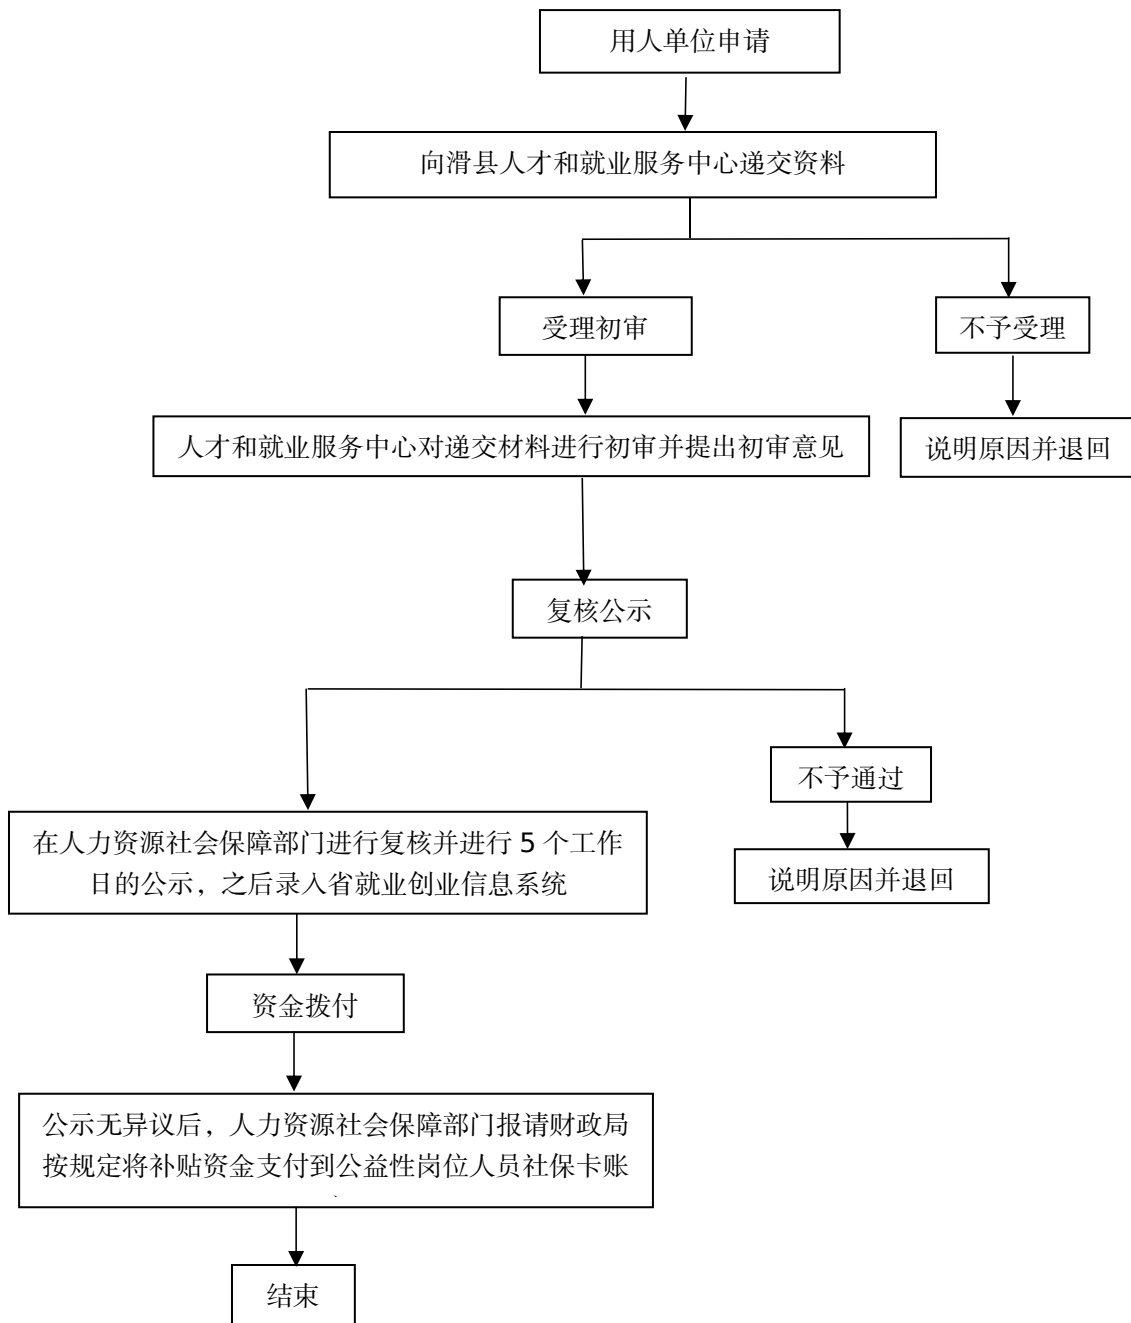 用人单位申请
向滑县人才和就业服务中心递交资料
受理初审
不予受理
人才和就业服务中心对递交材料进行初审并提出初审意见
说明原因并退回
复核公示
不予通过
在人力资源社会保障部门进行复核并进行 5 个工作
日的公示，之后录入省就业创业信息系统
说明原因并退回
资金拨付
公示无异议后，人力资源社会保障部门报请财政局
按规定将补贴资金支付到公益性岗位人员社保卡账
结束